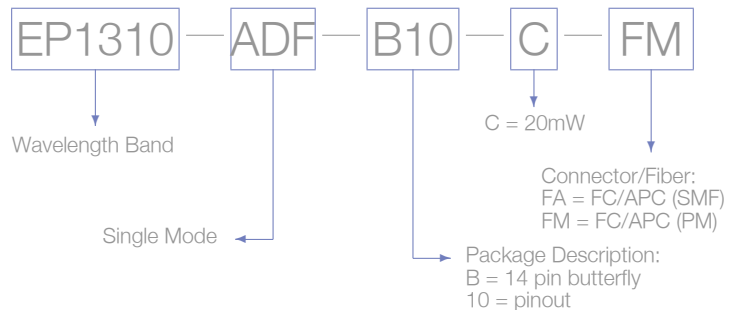 EP1310 — ADF — B10 — C — FM
C = 20mW
Wavelength Band
Connector/Fiber:
FA = FC/APC (SMF)
FM = FC/APC (PM)
Single Mode
Package Description:
B = 14 pin butterfly
10 = pinout